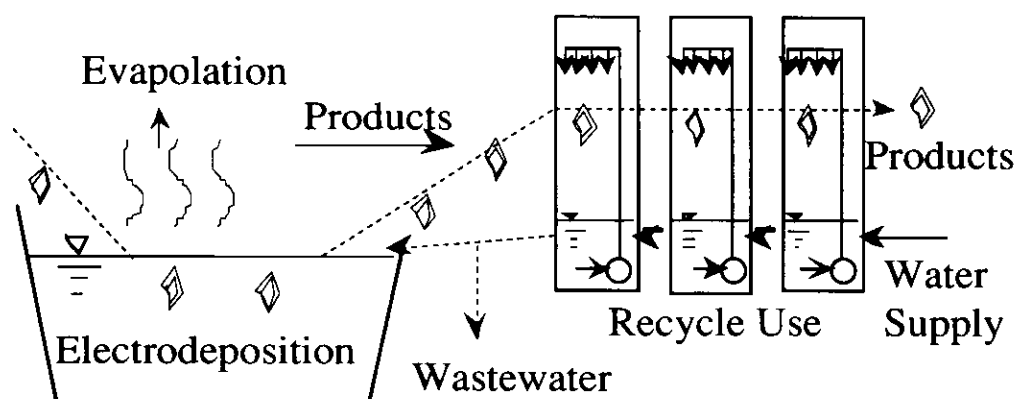 Evapolation
Products
Products
Water
Supply
Recycle Use
Electrodeposition
Wastewater